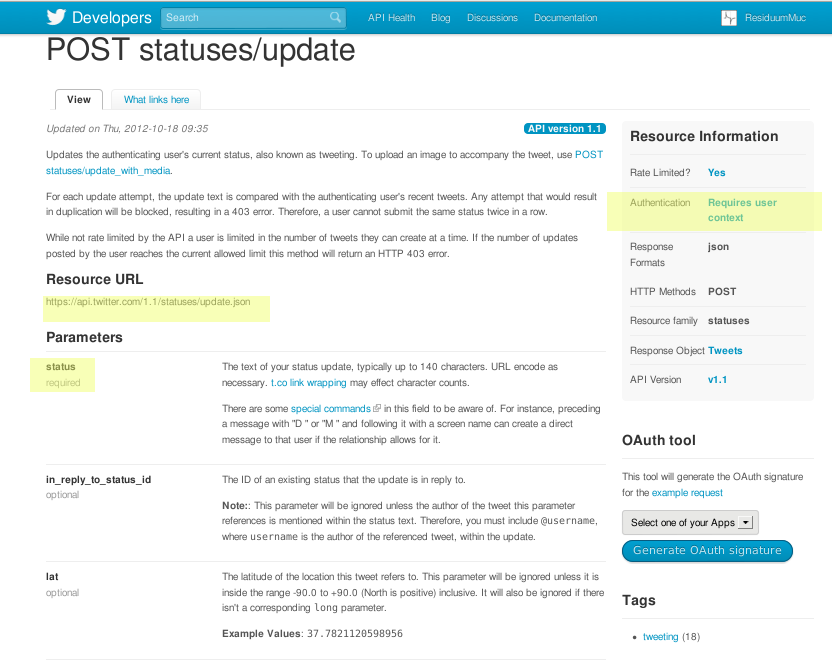 Developers
Search
API Health
Blog
Discussions
Documentation
ResiduumMuc
POST statuses/update
View
What links here
Updated on Thu, 2012-10-18 09:35
API version 1.1
Updates the authenticating user's current status, also known as tweeting. To upload an image to accompany the tweet, use POST
statuses/update_with_media.
For each update attempt, the update text is compared with the authenticating user's recent tweets. Any attempt that would result
in duplication will be blocked, resulting in a 403 error. Therefore, a user cannot submit the same status twice in a row.
While not rate limited by the API a user is limited in the number of tweets they can create at a time. If the number of updates
posted by the user reaches the current allowed limit this method will return an HTTP 403 error.
Resource URL
https://api.twitter.com/1.1/statuses/update.json
Parameters
status
required
The text of your status update, typically up to 140 characters. URL encode as
necessary. t.co link wrapping may effect character counts.
There are some special commands in this field to be aware of. For instance, preceding
a message with "D " or "M " and following it with a screen name can create a direct
message to that user if the relationship allows for it.
in_reply_to_status_id
optional
The ID of an existing status that the update is in reply to.
Note:: This parameter will be ignored unless the author of the tweet this parameter
references is mentioned within the status text. Therefore, you must include @username,
where username is the author of the referenced tweet, within the update.
lat
optional
The latitude of the location this tweet refers to. This parameter will be ignored unless it is
inside the range -90.0 to +90.0 (North is positive) inclusive. It will also be ignored if there
isn't a corresponding long parameter.
Example Values: 37.7821120598956
Resource Information
Rate Limited? Yes
Authentication Requires user
context
Response json
Formats
HTTP Methods POST
Resource family statuses
Response Object Tweets
API Version v1.1
OAuth tool
This tool will generate the OAuth signature
for the example request
Select one of your Apps
Generate OAuth signature
Tags
tweeting (18)